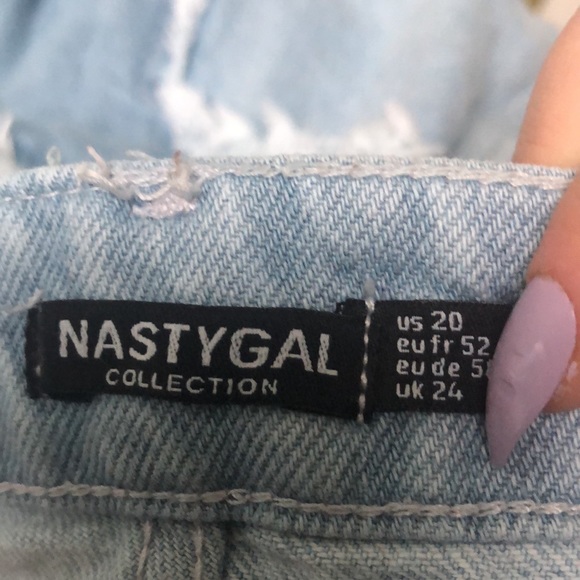 NASTYGAL
COLLECTION
us 20
eu fr 52
eu de
uk 24